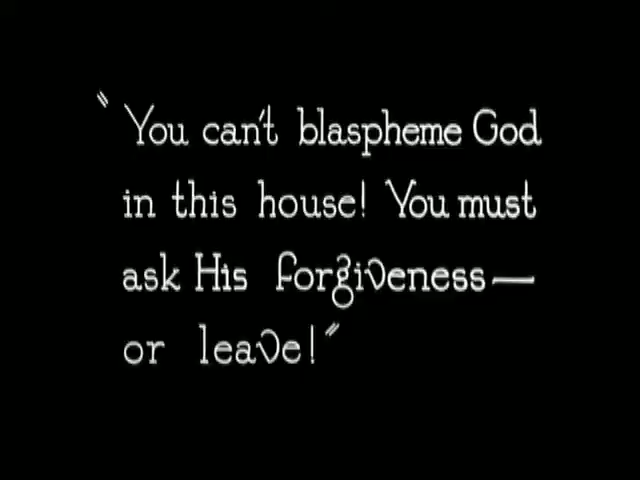 "You can't blaspheme God
in this house! You must
ask His forgiveness—
or leave!"